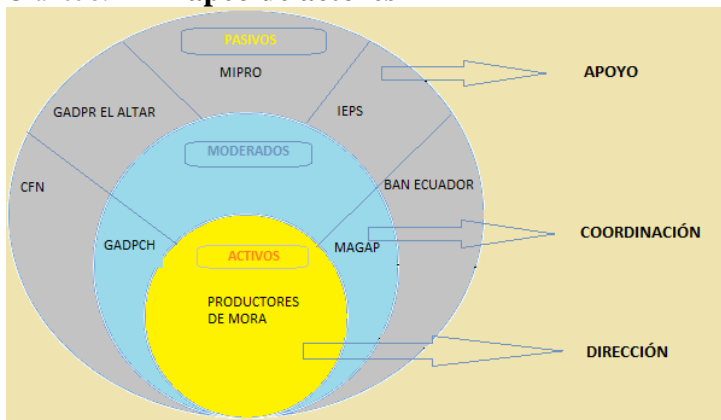 PASIVOS
MIPRO
APOYO
GADPR EL ALTAR
IEPS
MODERADOS
CFN
BAN ECUADOR
COORDINACIÓN
GADPCH
MAGAP
ACTIVOS
PRODUCTORES
DE MORA
DIRECCIÓN